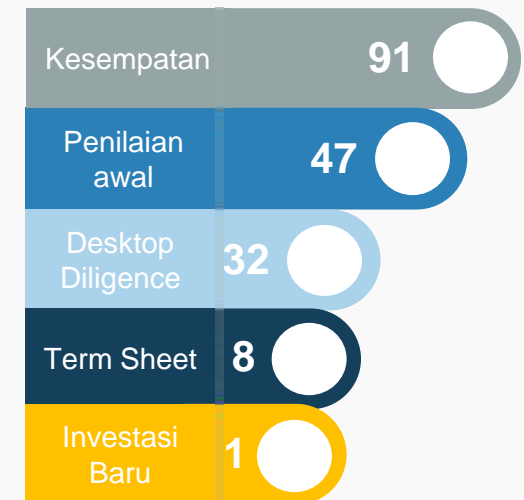 Kesempatan 91
Penilaian
awal
47
Desktop
Diligence
32
Term Sheet 8
Investasi
Baru
1